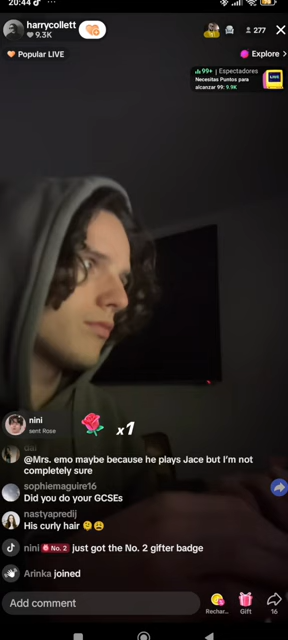 20:44
harrycollett
9.3K
277
Popular LIVE
Explore >
99+ | Espectadores
Necesitas Puntos para
alcanzar 99: 9.9K
LIVE
nini
sent Rose
x1
@Mrs. emo maybe because he plays Jace but I'm not
completely sure
sophiemaguire16
Did you do your GCSEs
nastyapredij
His curly hair 🫠😩
nini No. 2 just got the No. 2 gifter badge
Arinka joined
Add comment
Rechar...
Gift
16